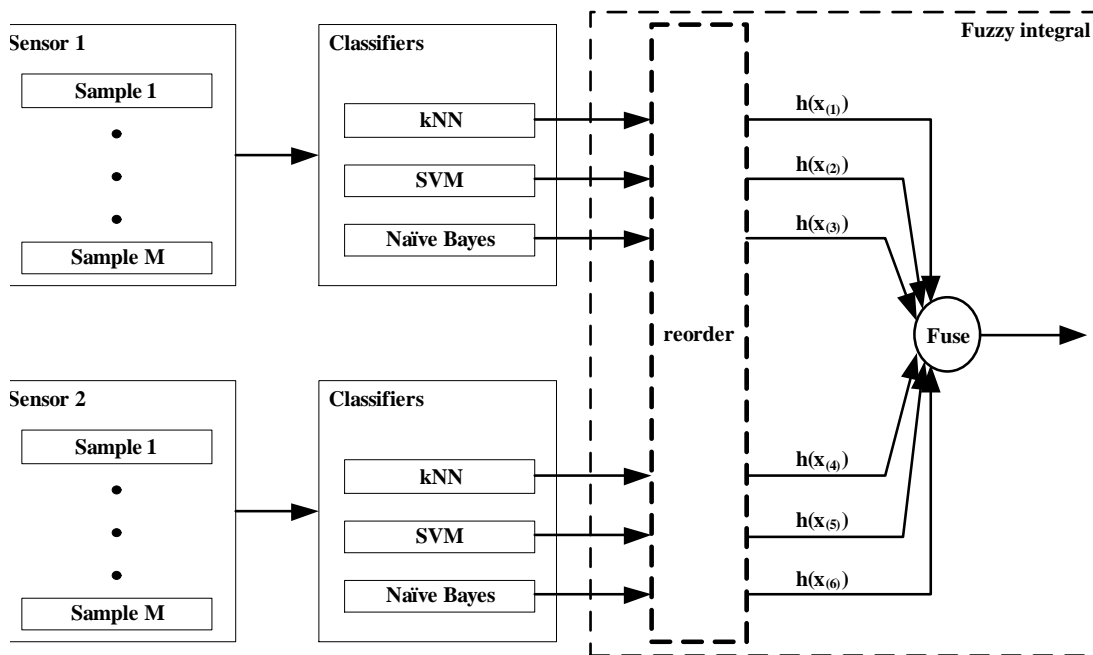 Sensor 1
Sample 1
Sample M
Classifiers
kNN
SVM
Naïve Bayes
Fuzzy integral
reorder
h(x(1))
h(x(2))
h(x(3))
Fuse
h(x(4))
h(x(5))
h(x(6))
Sensor 2
Sample 1
Sample M
Classifiers
kNN
SVM
Naïve Bayes